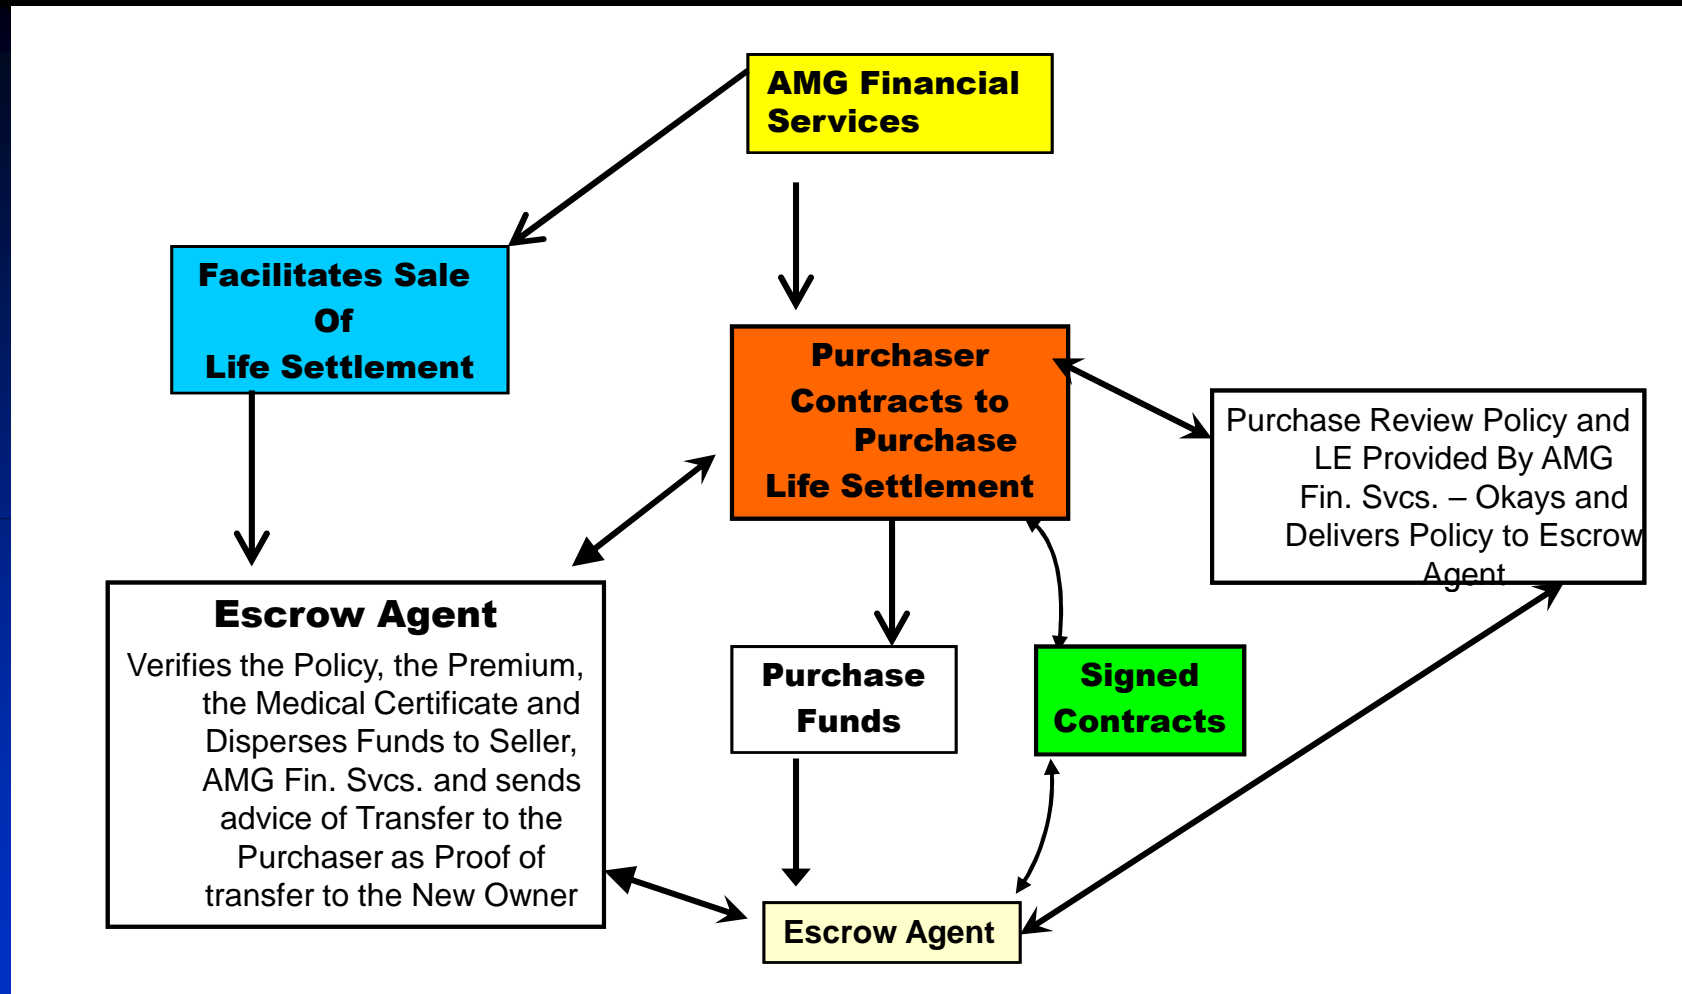 AMG Financial
Services
Facilitates Sale
Of
Life Settlement
Purchaser
Contracts to
Purchase
Life Settlement
Purchase Review Policy and
LE Provided By AMG
Fin. Svcs. – Okays and
Delivers Policy to Escrow
Agent
Escrow Agent
Verifies the Policy, the Premium,
the Medical Certificate and
Disperses Funds to Seller,
AMG Fin. Svcs. and sends
advice of Transfer to the
Purchaser as Proof of
transfer to the New Owner
Purchase
Funds
Signed
Contracts
Escrow Agent